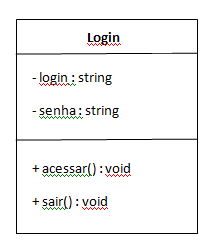 Login
- login : string
- senha : string
+ acessar() : void
+ sair() : void